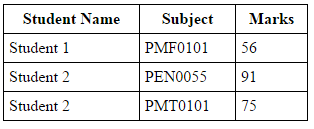 Student Name Subject Marks
Student 1 PMF0101 56
Student 2 PEN0055 91
Student 2 PMT0101 75